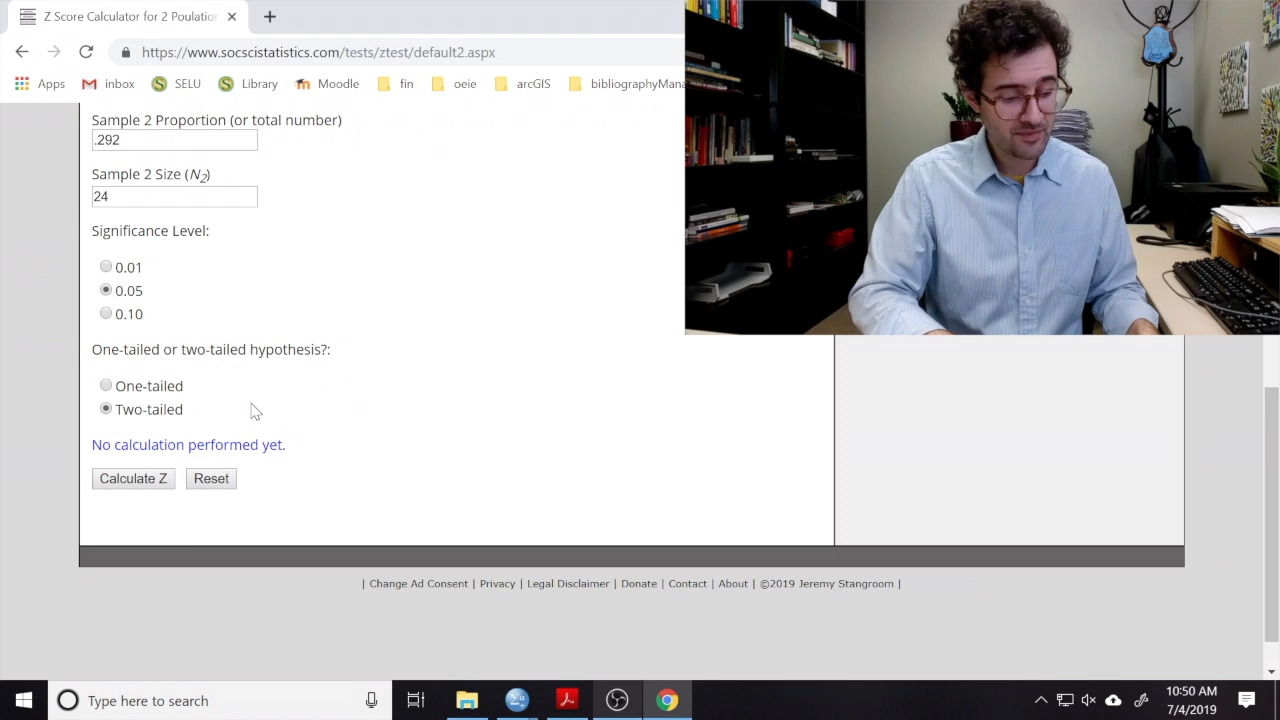 Z Score Calculator for 2 Poulation
https://www.socscistatistics.com/tests/ztest/default2.aspx
Apps inbox SELU Library Moodle fin oeie arcGIS bibliographyMana
Sample 2 Proportion (or total number)
.292
Sample 2 Size (N2)
24
Significance Level:
0.01
0.05
0.10
One-tailed or two-tailed hypothesis?:
One-tailed
Two-tailed
No calculation performed yet.
Calculate Z Reset
| Change Ad Consent | Privacy | Legal Disclaimer | Donate | Contact | About | ©2019 Jeremy Stangroom |
Type here to search
10:50 AM
7/4/2019